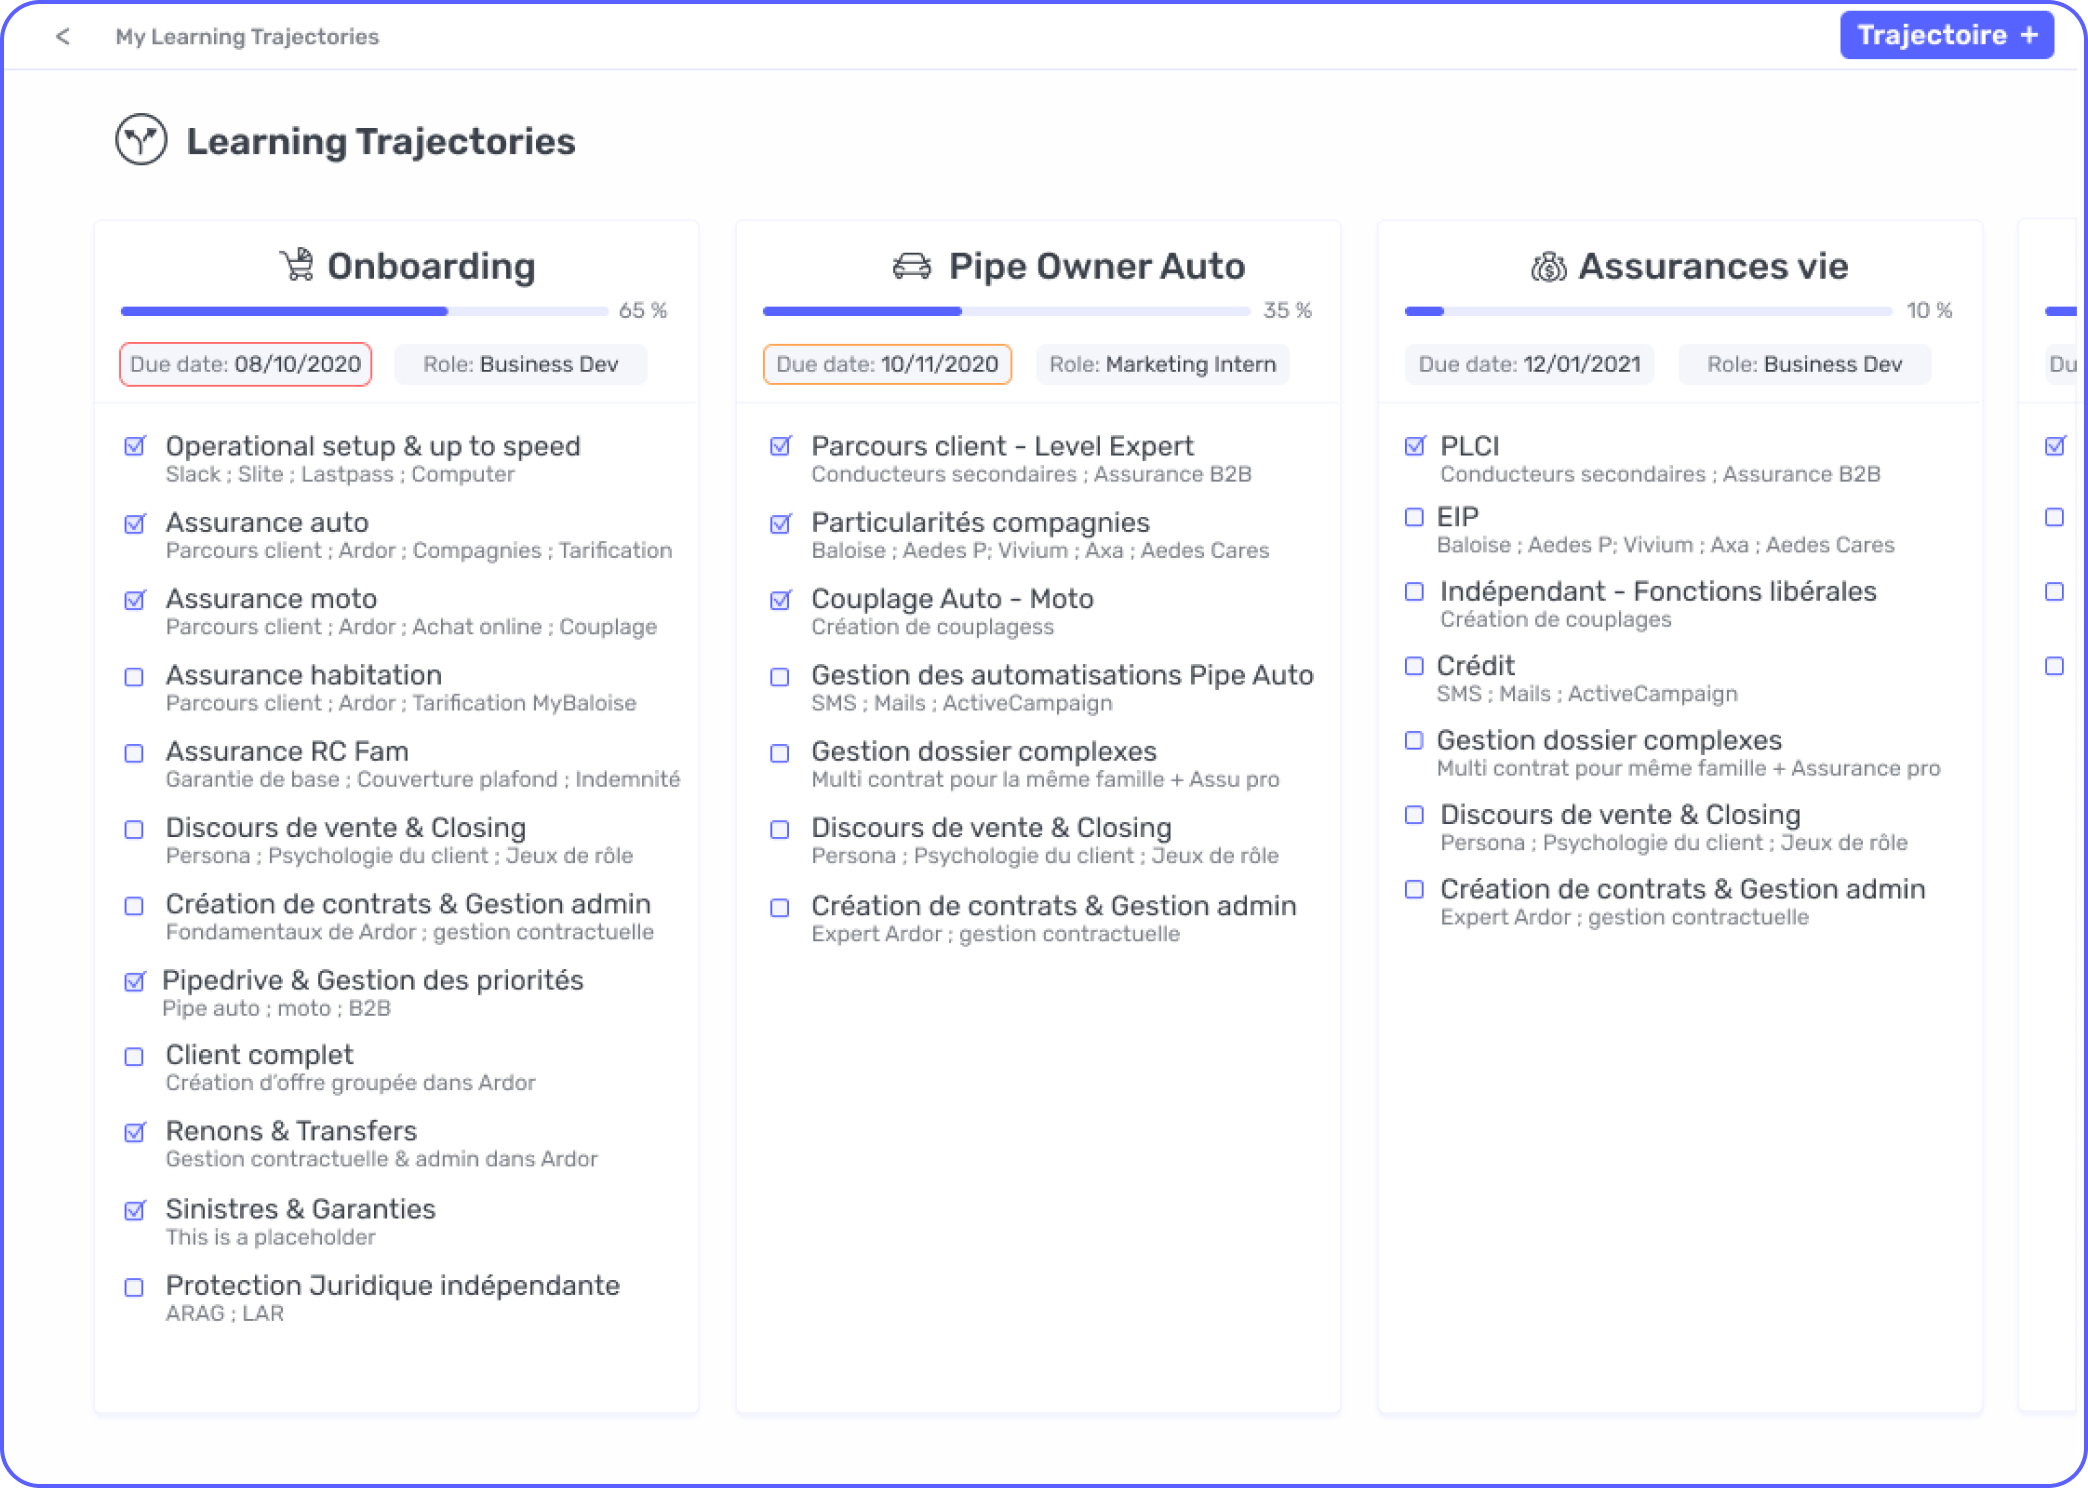 < My Learning Trajectories
Trajectoire +
Learning Trajectories
Onboarding
65 %
Due date: 08/10/2020
Role: Business Dev
Operational setup & up to speed
Slack ; Slite ; Lastpass ; Computer
Assurance auto
Parcours client ; Ardor ; Compagnies ; Tarification
Assurance moto
Parcours client ; Ardor ; Achat online ; Couplage
Assurance habitation
Parcours client ; Ardor ; Tarification MyBaloise
Assurance RC Fam
Garantie de base ; Couverture plafond ; Indemnité
Discours de vente & Closing
Persona ; Psychologie du client ; Jeux de rôle
Création de contrats & Gestion admin
Fondamentaux de Ardor ; gestion contractuelle
Pipedrive & Gestion des priorités
Pipe auto ; moto ; B2B
Client complet
Création d'offre groupée dans Ardor
Renons & Transfers
Gestion contractuelle & admin dans Ardor
Sinistres & Garanties
This is a placeholder
Protection Juridique indépendante
ARAG ; LAR
Pipe Owner Auto
35 %
Due date: 10/11/2020
Role: Marketing Intern
Parcours client - Level Expert
Conducteurs secondaires ; Assurance B2B
Particularités compagnies
Baloise ; Aedes P; Vivium ; Axa ; Aedes Cares
Couplage Auto - Moto
Création de couplagess
Gestion des automatisations Pipe Auto
SMS ; Mails ; ActiveCampaign
Gestion dossier complexes
Multi contrat pour la même famille + Assu pro
Discours de vente & Closing
Persona ; Psychologie du client ; Jeux de rôle
Création de contrats & Gestion admin
Expert Ardor ; gestion contractuelle
Assurances vie
10 %
Due date: 12/01/2021
Role: Business Dev
PLCI
Conducteurs secondaires ; Assurance B2B
EIP
Baloise ; Aedes P; Vivium ; Axa ; Aedes Cares
Indépendant - Fonctions libérales
Création de couplages
Crédit
SMS ; Mails ; ActiveCampaign
Gestion dossier complexes
Multi contrat pour même famille + Assurance pro
Discours de vente & Closing
Persona ; Psychologie du client ; Jeux de rôle
Création de contrats & Gestion admin
Expert Ardor ; gestion contractuelle
Du